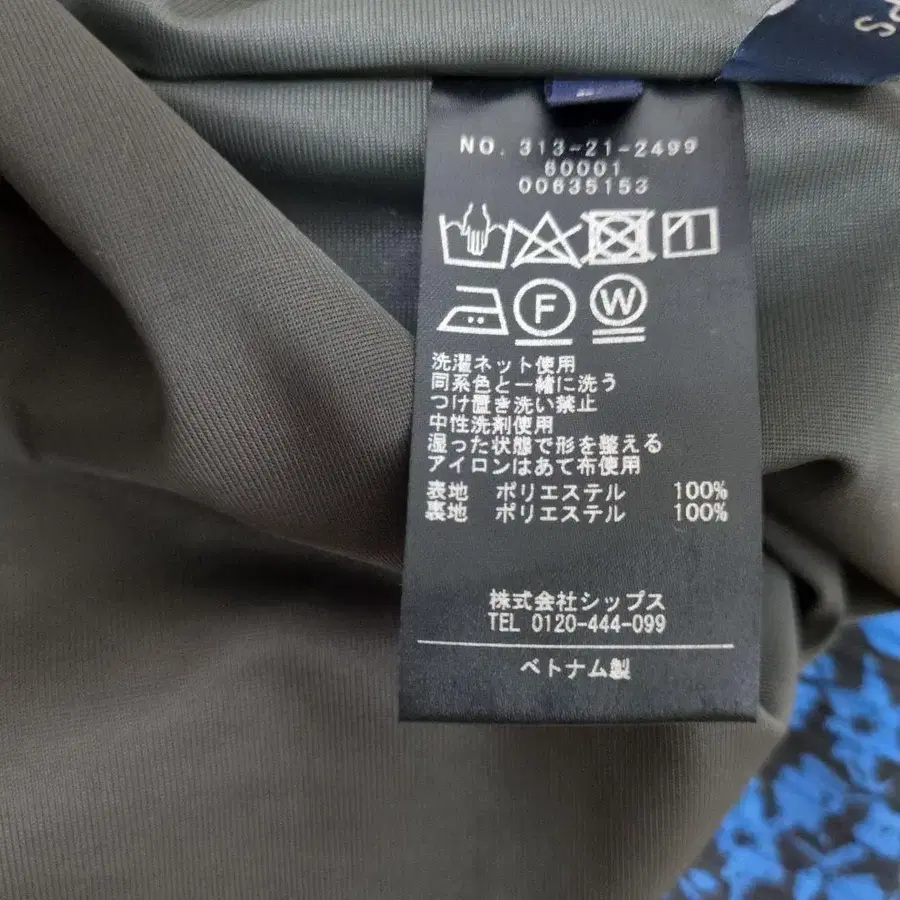 NO. 313-21-2499
60001
00635153
F
W
洗濯ネット使用
同系色と一緒に洗う
つけ置き洗い禁止
中性洗剤使用
湿った状態で形を整える
アイロンはあて布使用
表地 ポリエステル 100%
裏地 ポリエステル 100%
株式会社シップス
TEL 0120-444-099
ベトナム製